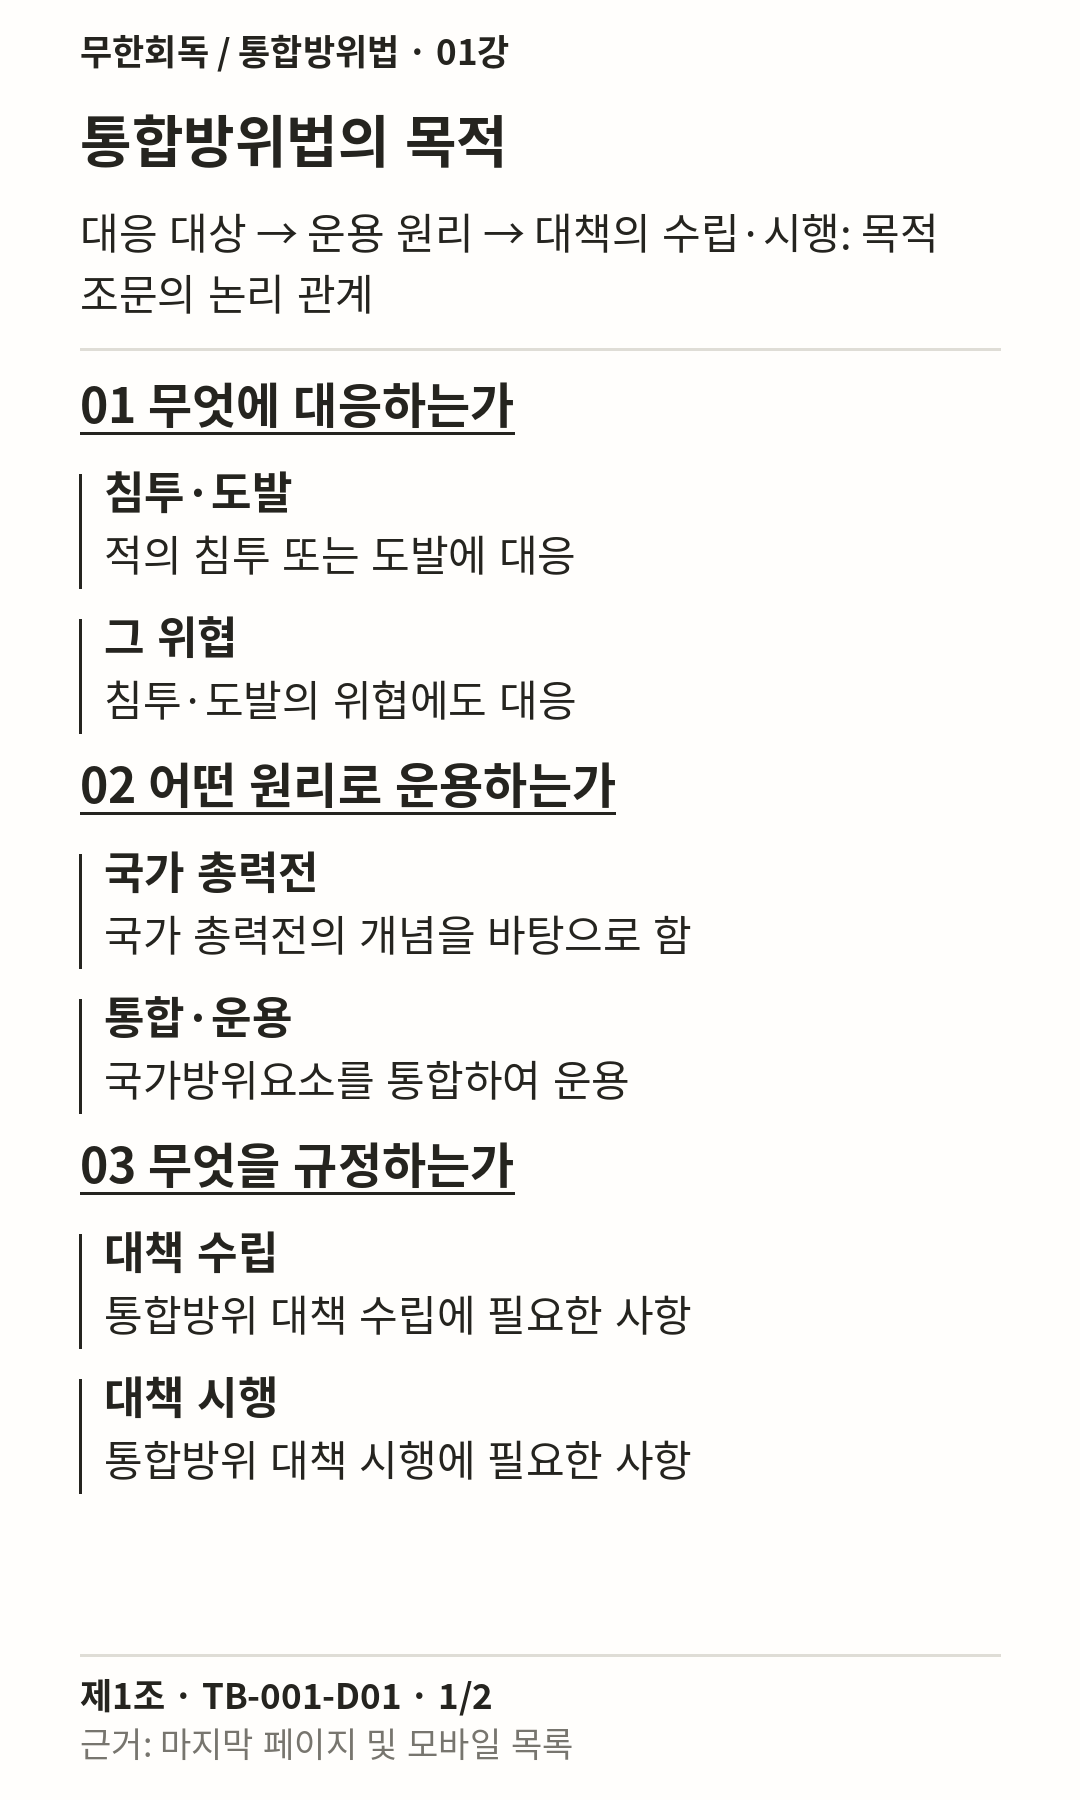 무한회독 / 통합방위법 · 01강
통합방위법의 목적
대응 대상 → 운용 원리 → 대책의 수립·시행: 목적
조문의 논리 관계
01 무엇에 대응하는가
침투·도발
적의 침투 또는 도발에 대응
그 위협
침투·도발의 위협에도 대응
02 어떤 원리로 운용하는가
국가 총력전
국가 총력전의 개념을 바탕으로 함
통합·운용
국가방위요소를 통합하여 운용
03 무엇을 규정하는가
대책 수립
통합방위 대책 수립에 필요한 사항
대책 시행
통합방위 대책 시행에 필요한 사항
제1조 · TB-001-D01 · 1/2
근거: 마지막 페이지 및 모바일 목록